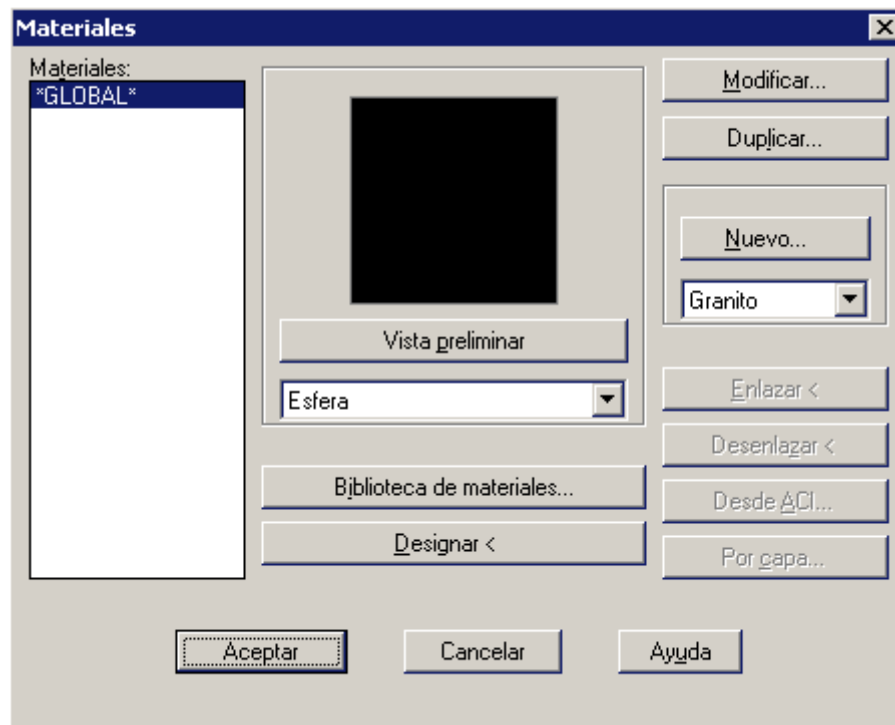 Materiales
Materiales:
*GLOBAL*
Vista preliminar
Esfera
Biblioteca de materiales...
Designar <
Modificar...
Duplicar...
Nuevo...
Granito
Enlazar <
Desenlazar <
Desde ACI...
Por capa...
Aceptar
Cancelar
Ayuda